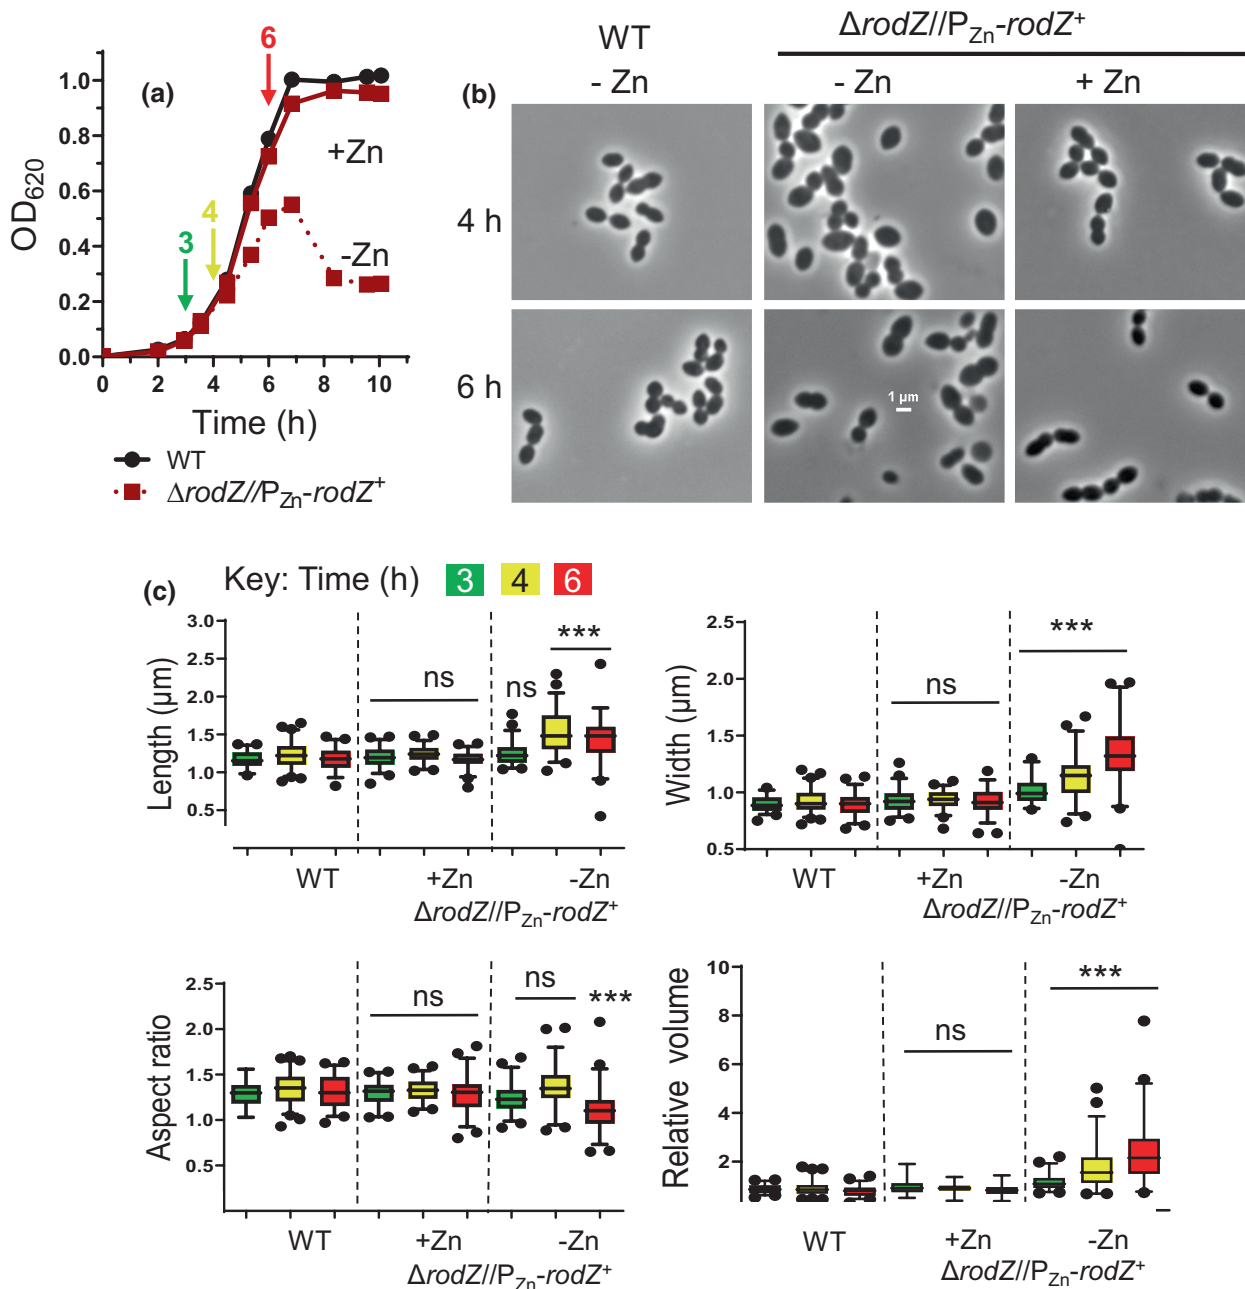 (a)
OD620
1.0
0.8
0.6
0.4
0.2
0.0
3
4
6
+Zn
-Zn
0 2 4 6 8 10
Time (h)
WT
ΔrodZ//PZn-rodZ+
(b)
WT
ΔrodZ//PZn-rodZ+
- Zn
- Zn
+ Zn
4 h
6 h
1 µm
(c)
Key: Time (h) 3 4 6
Length (µm)
3.0
2.5
2.0
1.5
1.0
0.5
ns
ns
***
WT
+Zn
-Zn
ΔrodZ//PZn-rodZ+
Width (µm)
2.5
2.0
1.5
1.0
0.5
ns
***
WT
+Zn
-Zn
ΔrodZ//PZn-rodZ+
Aspect ratio
2.5
2.0
1.5
1.0
0.5
ns
ns
***
WT
+Zn
-Zn
ΔrodZ//PZn-rodZ+
Relative volume
10
8
6
4
2
ns
***
WT
+Zn
-Zn
ΔrodZ//PZn-rodZ+